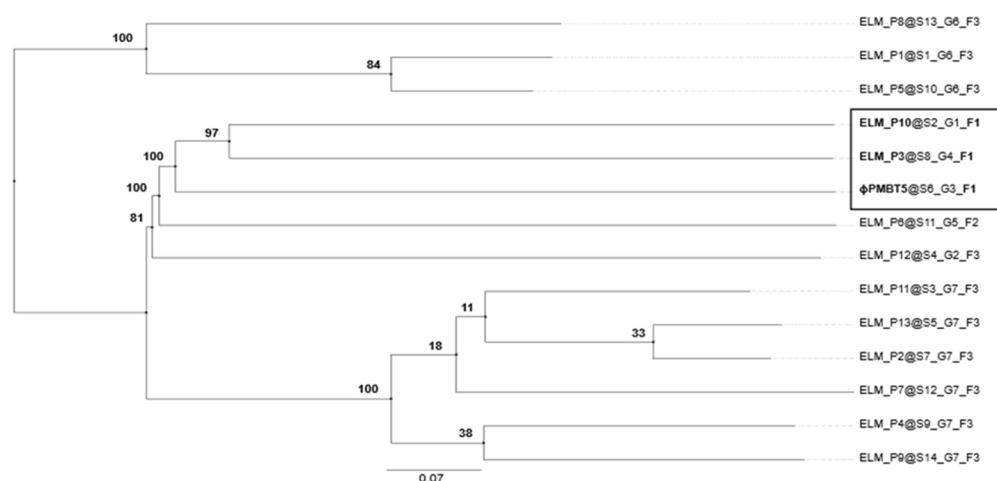 ELM_P8@S13_G6_F3
100
ELM_P1@S1_G6_F3
84
ELM_P5@S10_G6_F3
ELM_P10@S2_G1_F1
97
ELM_P3@S8_G4_F1
100
ϕPMBT5@S6_G3_F1
100
81
ELM_P6@S11_G5_F2
ELM_P12@S4_G2_F3
ELM_P11@S3_G7_F3
11
ELM_P13@S5_G7_F3
33
18
ELM_P2@S7_G7_F3
100
ELM_P7@S12_G7_F3
ELM_P4@S9_G7_F3
38
ELM_P9@S14_G7_F3
0.07